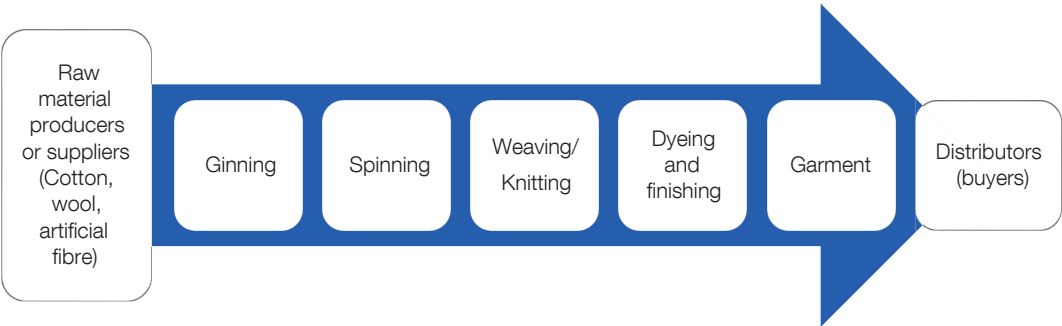 Raw
material
producers
or suppliers
(Cotton,
wool,
artificial
fibre)
Ginning
Spinning
Weaving/
Knitting
Dyeing
and
finishing
Garment
Distributors
(buyers)